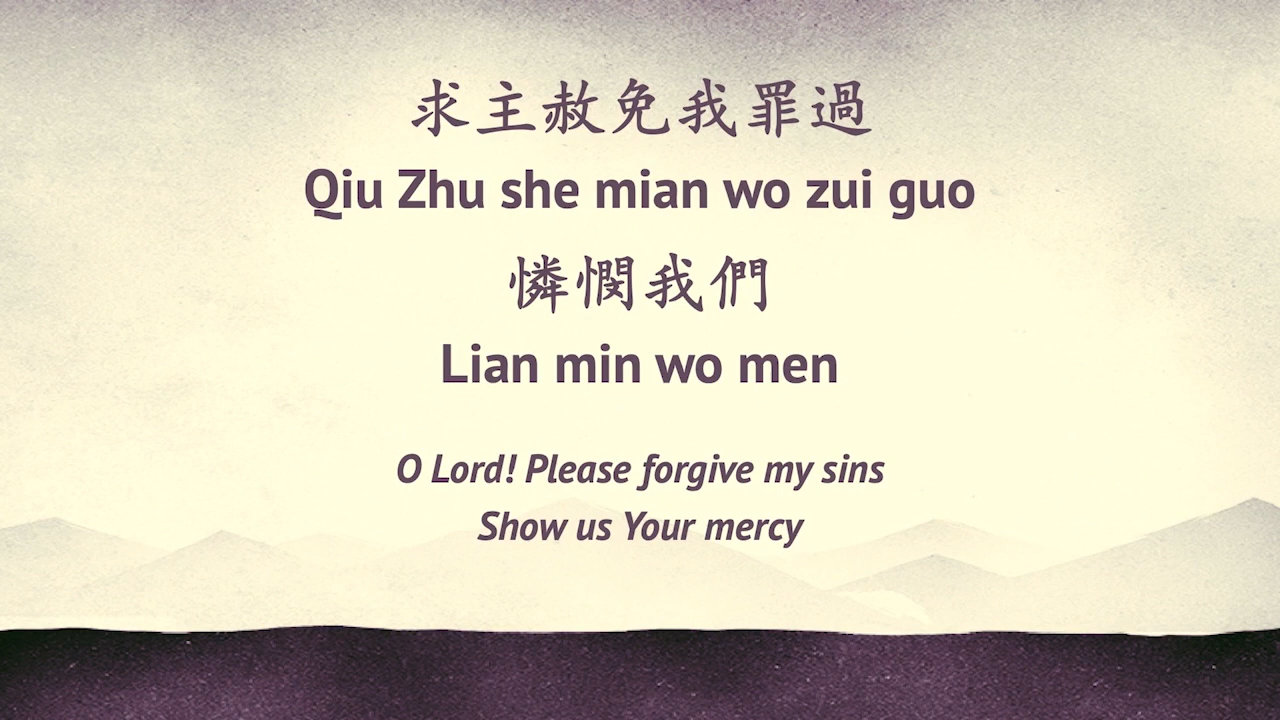 求主赦免我罪過
Qiu Zhu she mian wo zui guo
憐憫我們
Lian min wo men
O Lord! Please forgive my sins
Show us Your mercy